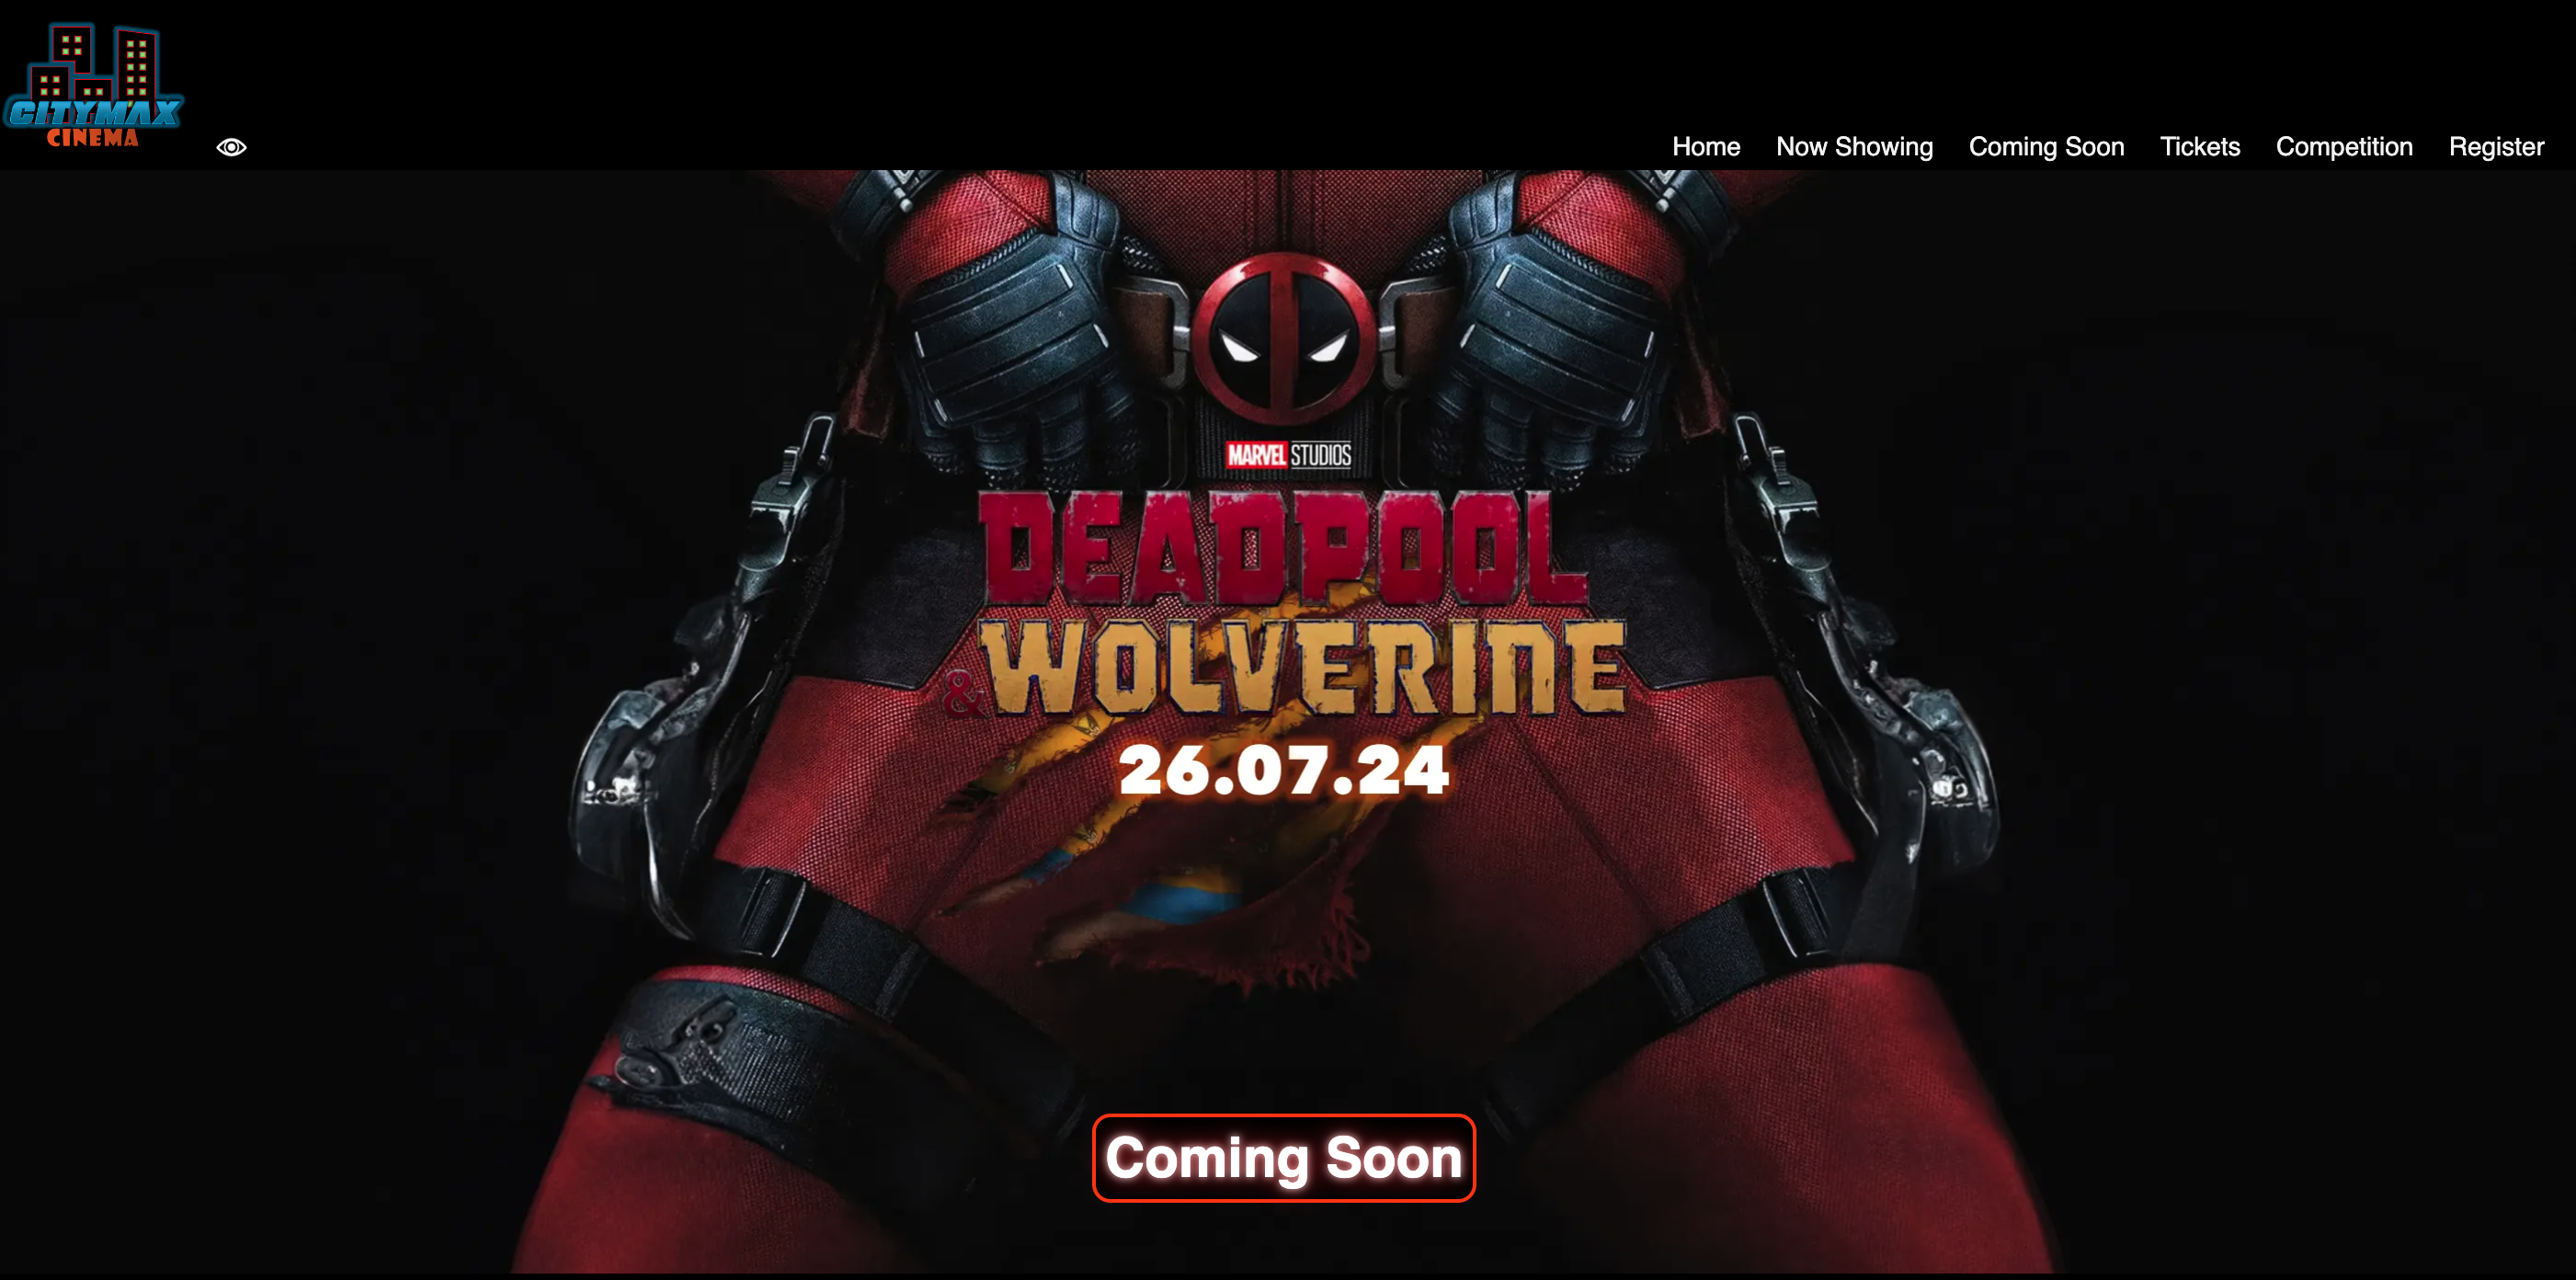 CITYMAX
CINEMA
Home Now Showing Coming Soon Tickets Competition Register
MARVEL STUDIOS
DEADPOOL
&WOLVERINE
26.07.24
Coming Soon